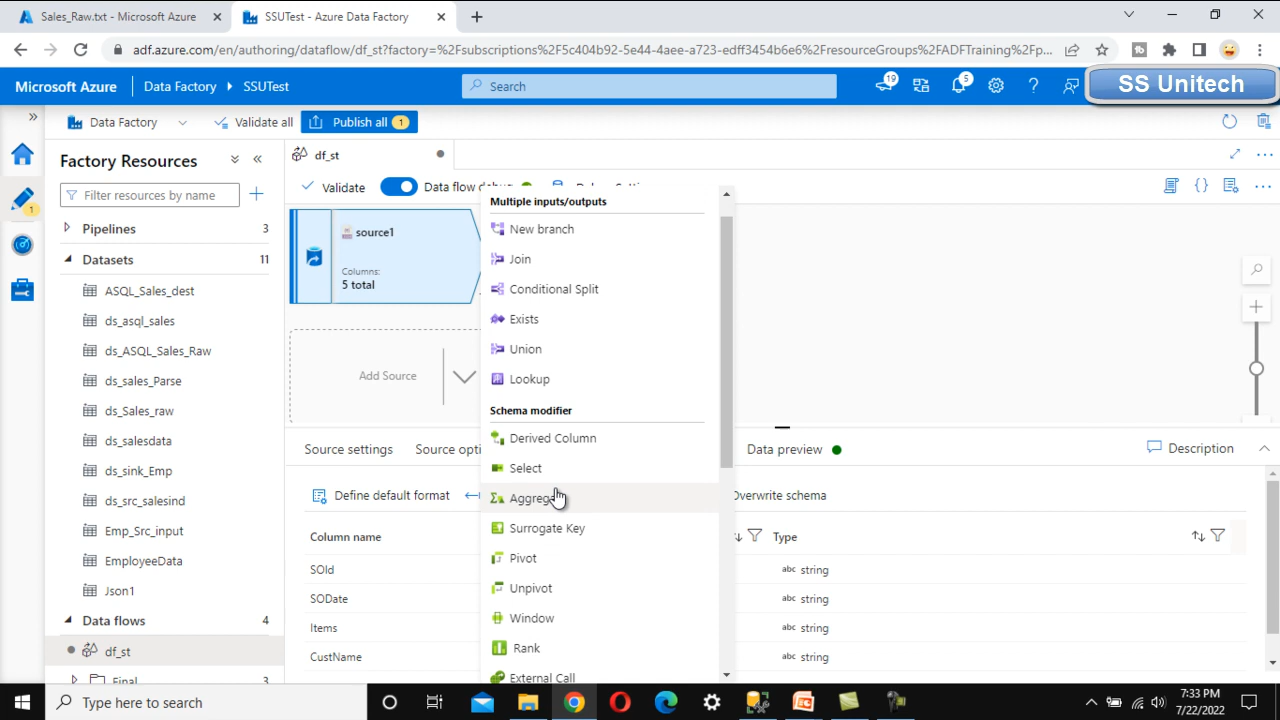 Sales_Raw.txt - Microsoft Azure
SSUTest - Azure Data Factory
adf.azure.com/en/authoring/dataflow/df_st?factory=%2Fsubscriptions%2F5c404b92-5e44-4aee-a723-edff3454b6e6%2FresourceGroups%2FADFTraining%2Fp...
Microsoft Azure
Data Factory
SSUTest
Search
19
5
SS Unitech
Data Factory
Validate all
Publish all
1
Factory Resources
df_st
Filter resources by name
Validate
Data flow debug
Pipelines 3
Datasets 11
ASQL_Sales_dest
ds_asql_sales
ds_ASQL_Sales_Raw
ds_sales_Parse
ds_Sales_raw
ds_salesdata
ds_sink_Emp
ds_src_salesind
Emp_Src_input
EmployeeData
Json1
Data flows 4
df_st
Final 3
source1
Columns:
5 total
Add Source
Multiple inputs/outputs
New branch
Join
Conditional Split
Exists
Union
Lookup
Schema modifier
Derived Column
Select
Surrogate Key
Pivot
Unpivot
Window
Rank
External Call
Source settings
Data preview
Description
Define default format
Overwrite schema
Column name
Type
SOId
string
SODate
string
Items
string
CustName
string
Type here to search
7:33 PM
7/22/2022